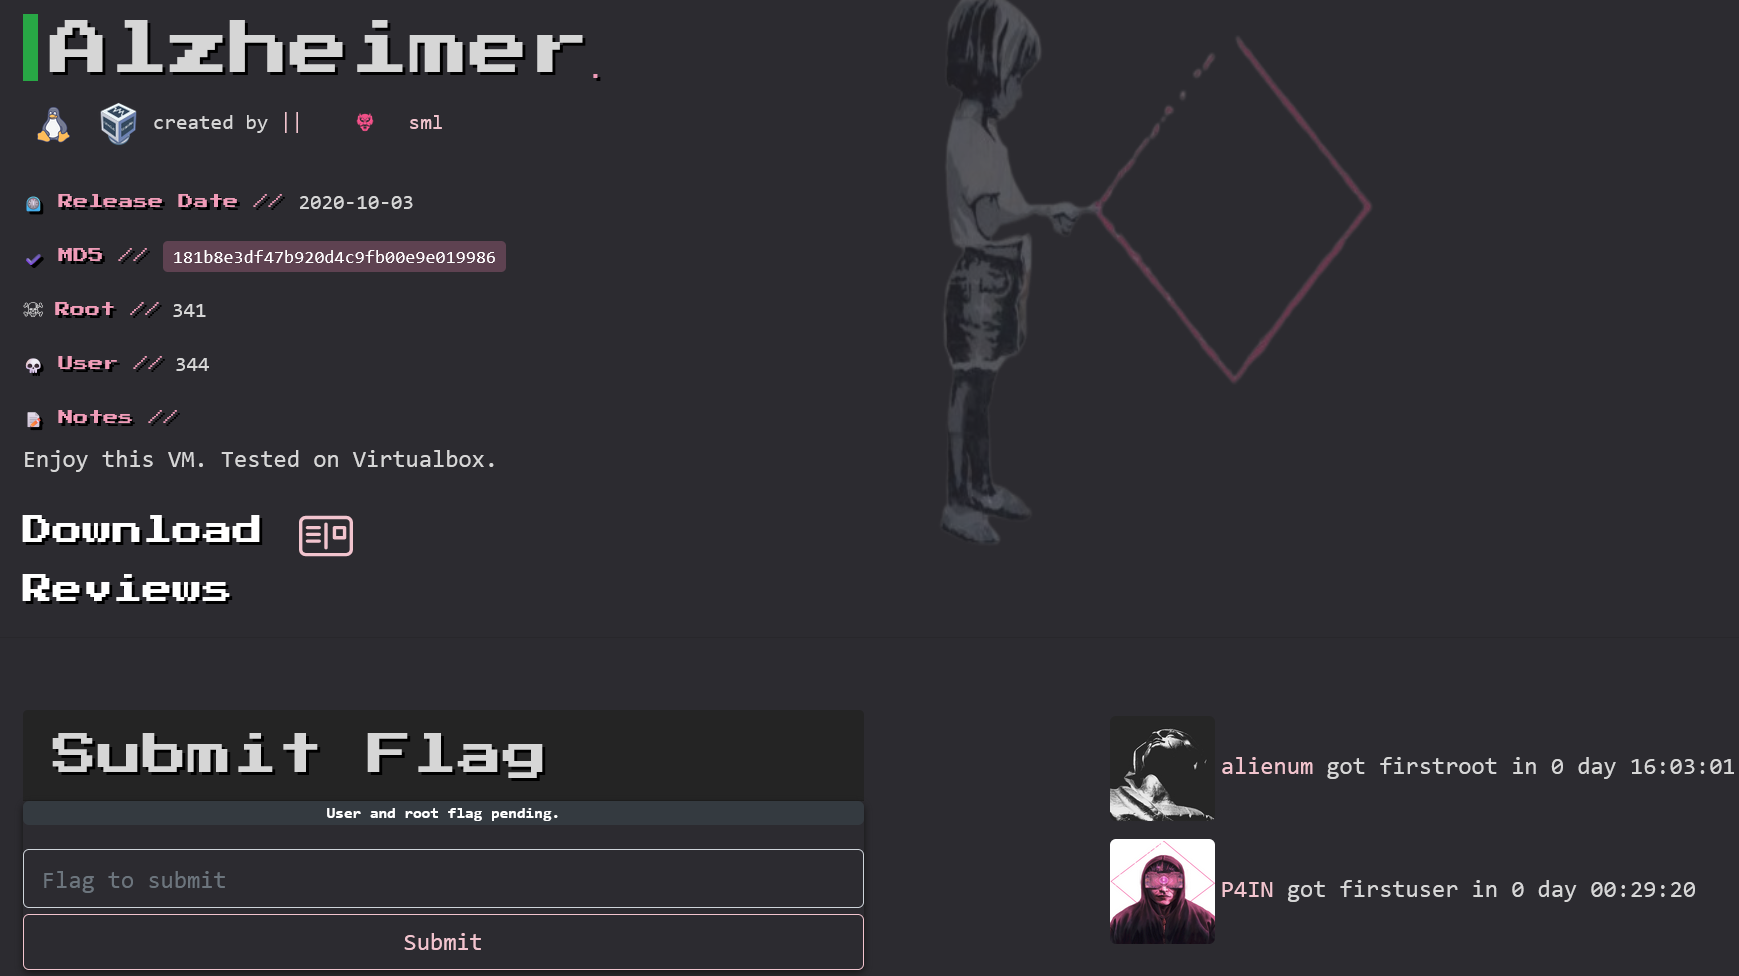 Alzheimer.
created by || sml
Release Date // 2020-10-03
MD5 // 181b8e3df47b920d4c9fb00e9e019986
Root // 341
User // 344
Notes //
Enjoy this VM. Tested on Virtualbox.
Download
Reviews
Submit Flag
User and root flag pending.
Flag to submit
Submit
alienum got firstroot in 0 day 16:03:01
P4IN got firstuser in 0 day 00:29:20